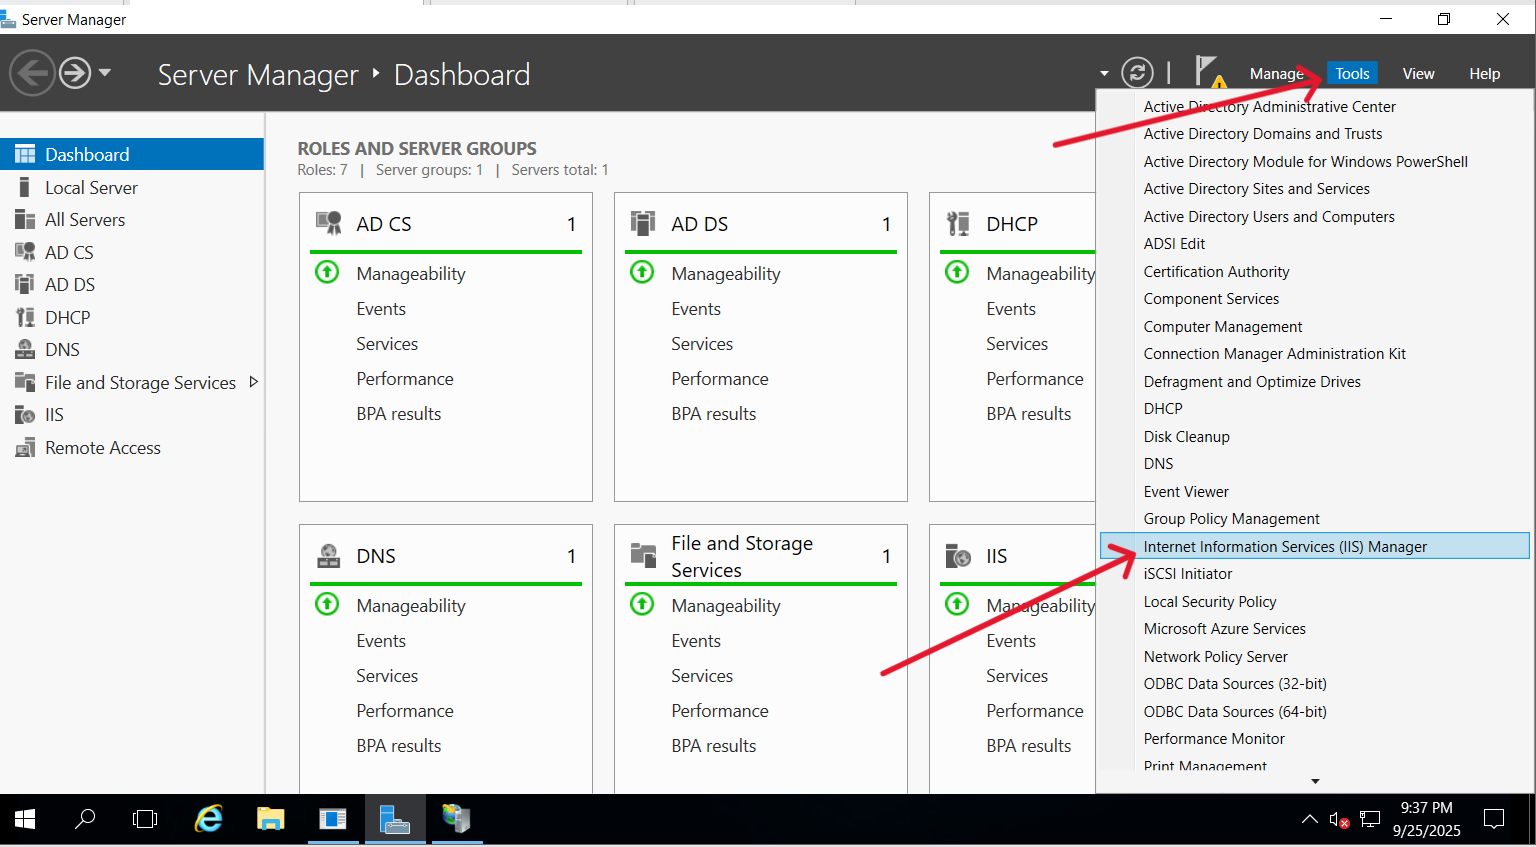 Server Manager
Server Manager ‣ Dashboard
Manage
Tools
View
Help
Dashboard
Local Server
All Servers
AD CS
AD DS
DHCP
DNS
File and Storage Services
IIS
Remote Access
ROLES AND SERVER GROUPS
Roles: 7 | Server groups: 1 | Servers total: 1
AD CS 1
Manageability
Events
Services
Performance
BPA results
AD DS 1
Manageability
Events
Services
Performance
BPA results
DHCP
Manageability
Events
Services
Performance
BPA results
DNS 1
Manageability
Events
Services
Performance
BPA results
File and Storage
Services 1
Manageability
Events
Services
Performance
BPA results
IIS
Manageability
Events
Services
Performance
BPA results
Active Directory Administrative Center
Active Directory Domains and Trusts
Active Directory Module for Windows PowerShell
Active Directory Sites and Services
Active Directory Users and Computers
ADSI Edit
Certification Authority
Component Services
Computer Management
Connection Manager Administration Kit
Defragment and Optimize Drives
DHCP
Disk Cleanup
DNS
Event Viewer
Group Policy Management
Internet Information Services (IIS) Manager
iSCSI Initiator
Local Security Policy
Microsoft Azure Services
Network Policy Server
ODBC Data Sources (32-bit)
ODBC Data Sources (64-bit)
Performance Monitor
Print Management
9:37 PM
9/25/2025